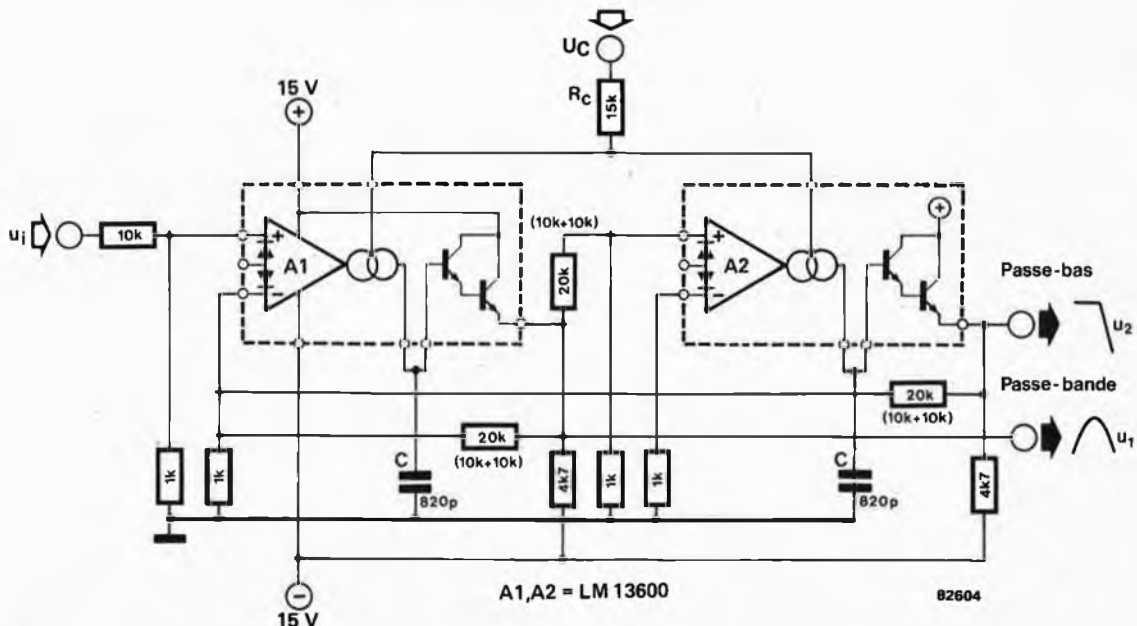 UC
15 V
+
RC
15k
ui
10k
+
A1
−
(10k+10k)
20k
+
A2
−
+
Passe-bas
u2
20k
(10k+10k)
Passe-bande
u1
20k
(10k+10k)
1k
1k
C
820p
4k7
1k
1k
C
820p
4k7
−
15 V
A1,A2 = LM 13600
82604